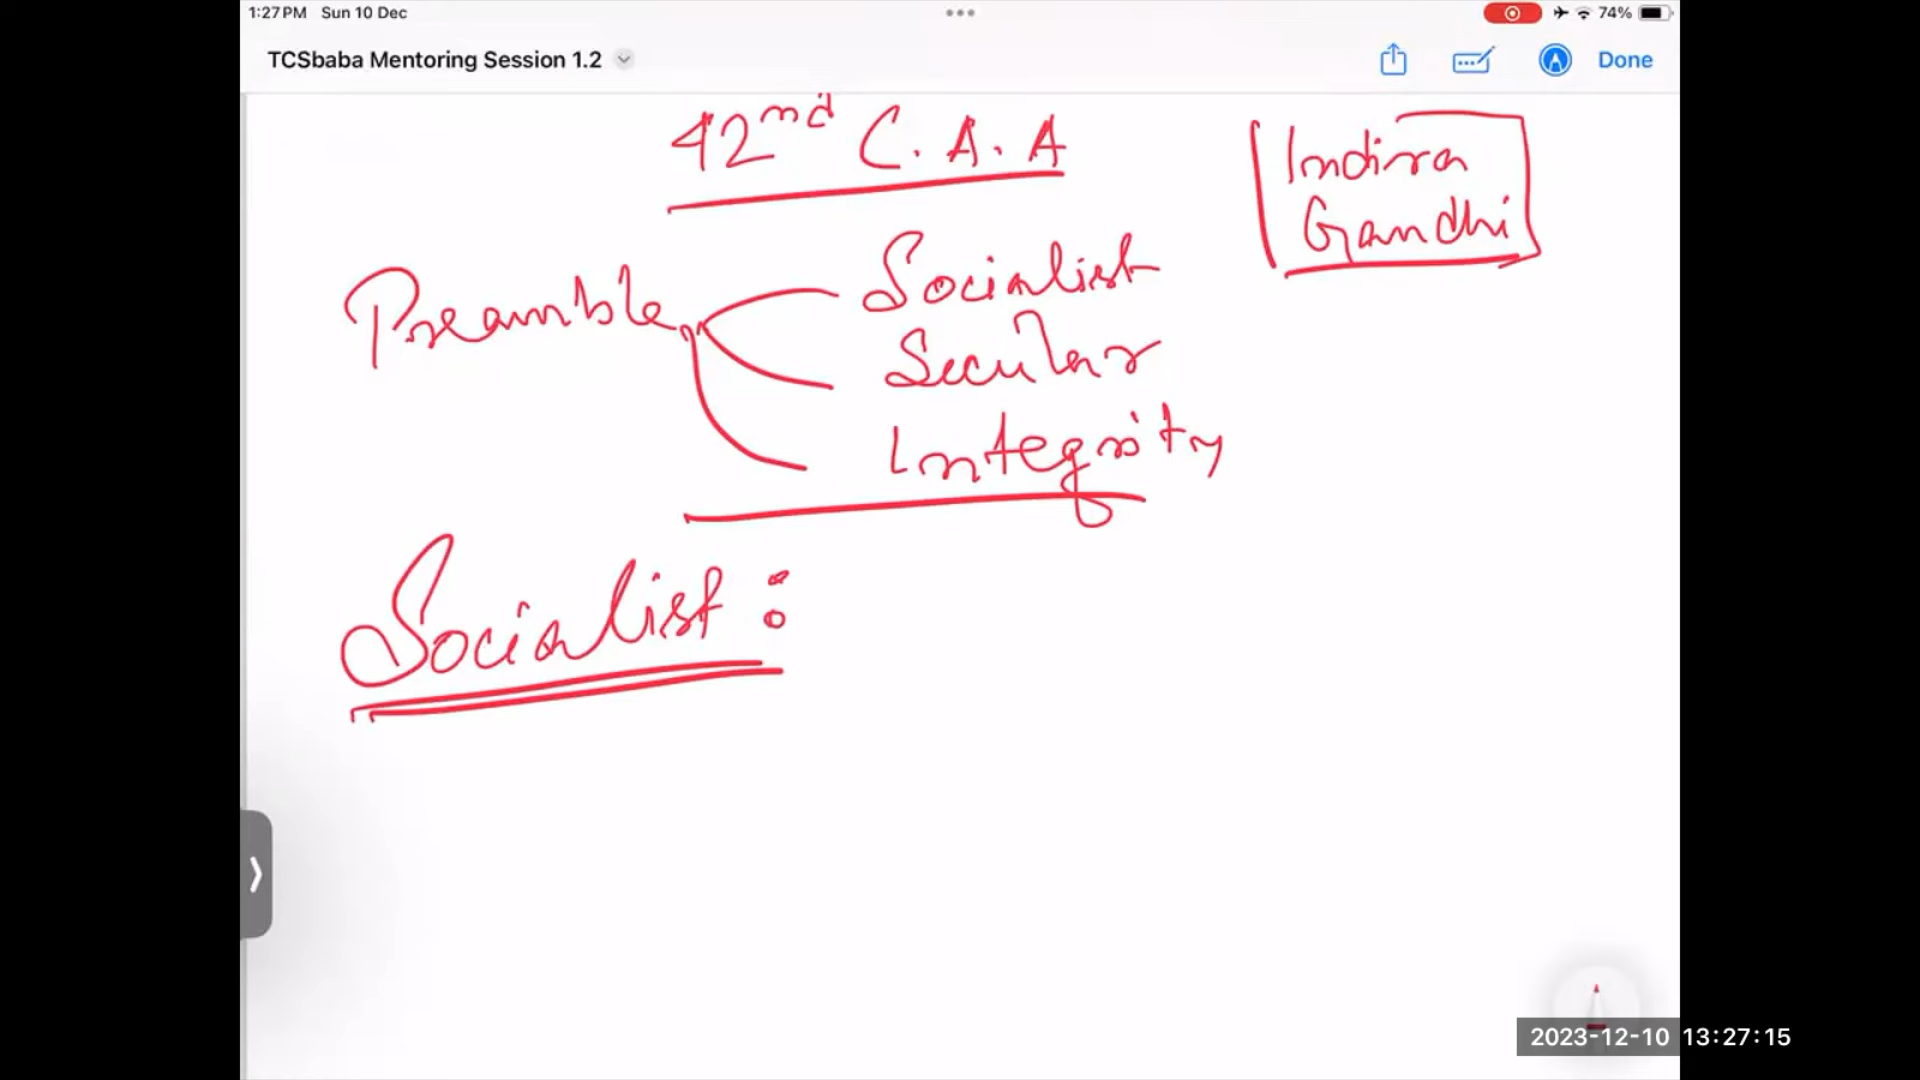 1:27 PM Sun 10 Dec
74%
TCSbaba Mentoring Session 1.2
Done
42nd C.A.A
Indira
Gandhi
Preamble
Socialist
Secular
Integrity
Socialist :
2023-12-10 13:27:15